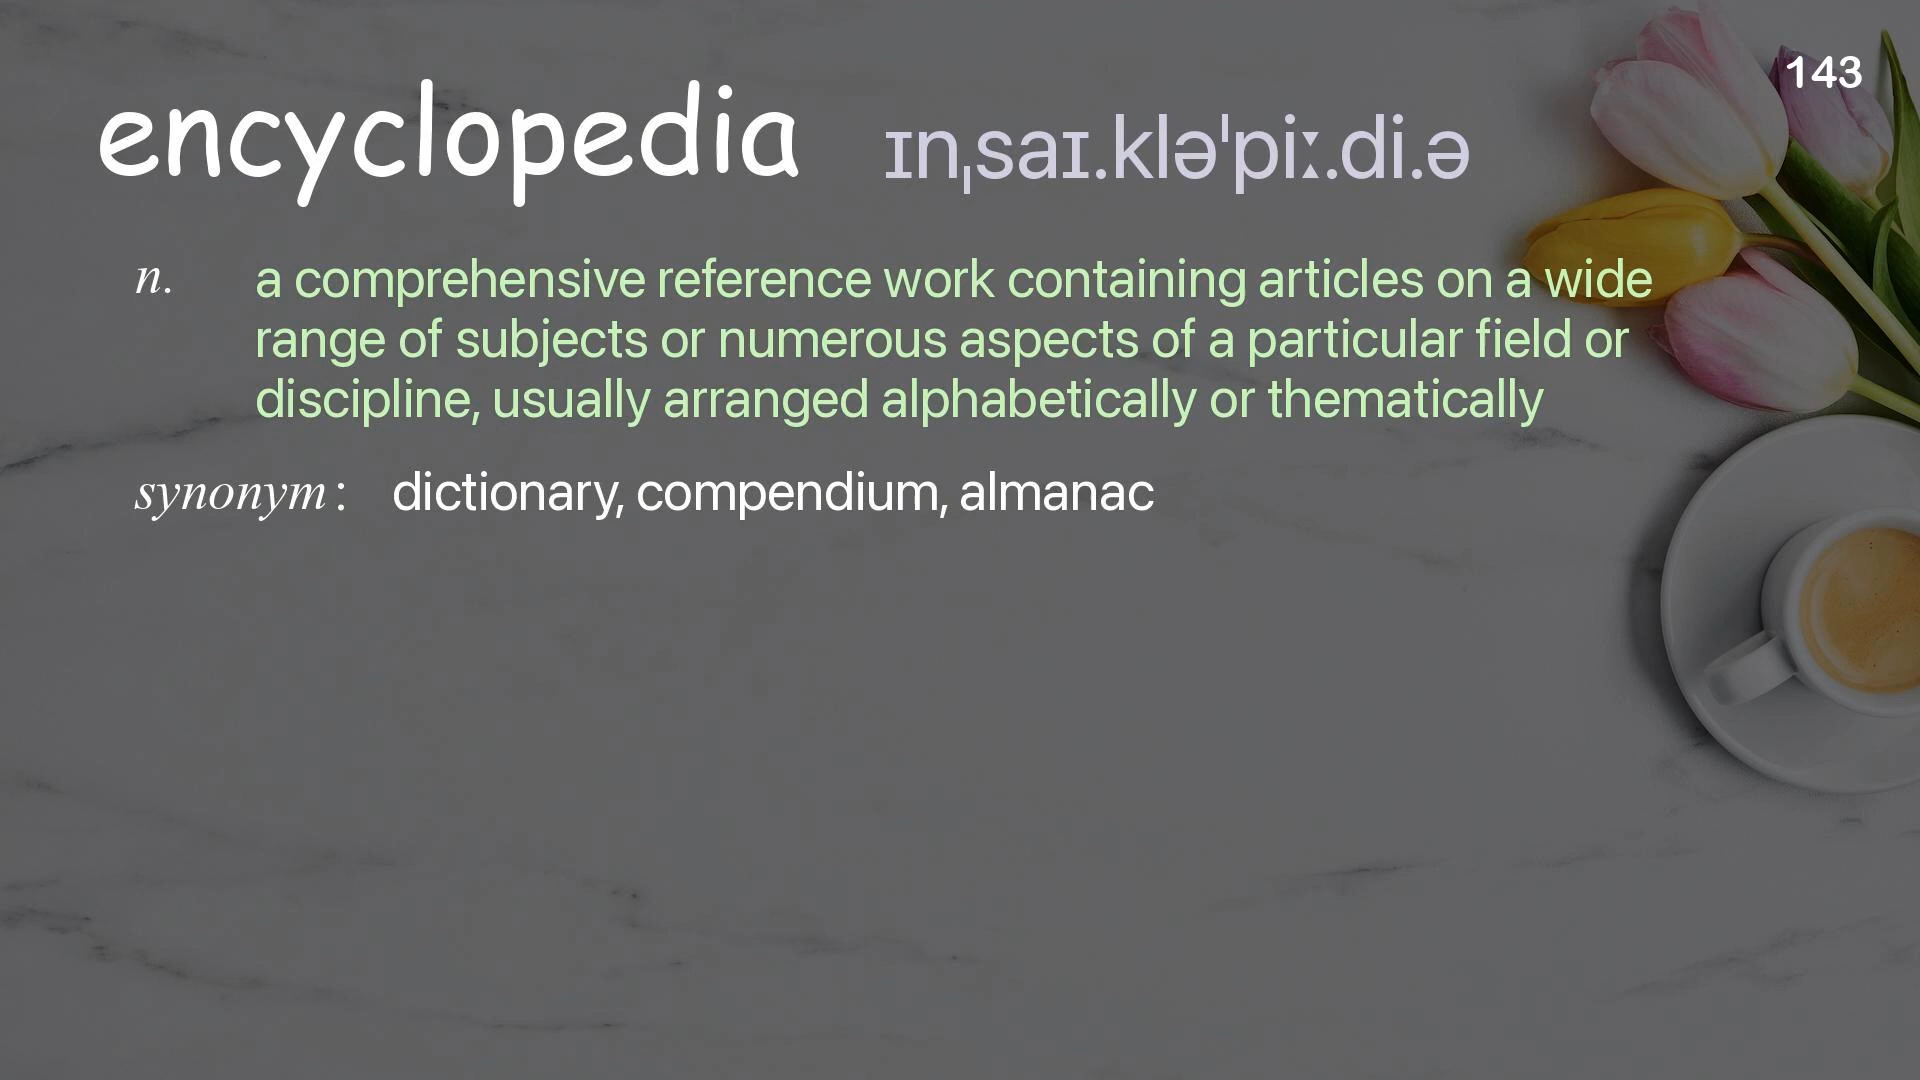 143
encyclopedia ɪnˌsaɪ.kləˈpiː.di.ə
n. a comprehensive reference work containing articles on a wide
range of subjects or numerous aspects of a particular field or
discipline, usually arranged alphabetically or thematically
synonym: dictionary, compendium, almanac